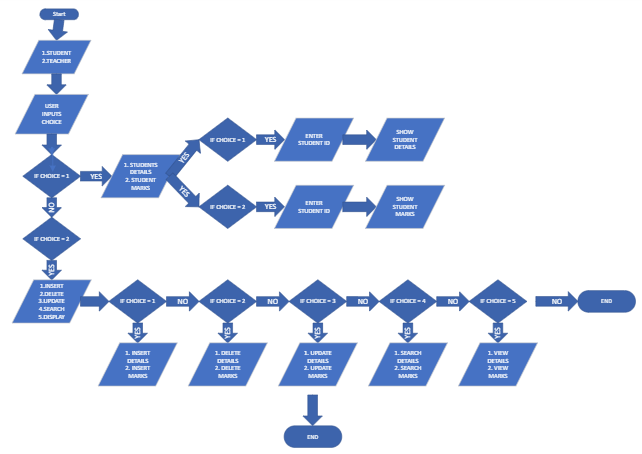 Start
1.STUDENT
2.TEACHER
USER
INPUTS
CHOICE
IF CHOICE = 1
YES
1. STUDENTS
DETAILS
2. STUDENT
MARKS
YES
IF CHOICE = 1
YES
ENTER
STUDENT ID
SHOW
STUDENT
DETAILS
YES
IF CHOICE = 2
YES
ENTER
STUDENT ID
SHOW
STUDENT
MARKS
NO
IF CHOICE = 2
YES
1.INSERT
2.DELETE
3.UPDATE
4.SEARCH
5.DISPLAY
IF CHOICE = 1
NO
IF CHOICE = 2
NO
IF CHOICE = 3
NO
IF CHOICE = 4
NO
IF CHOICE = 5
NO
END
YES
YES
YES
YES
YES
1. INSERT
DETAILS
2. INSERT
MARKS
1. DELETE
DETAILS
2. DELETE
MARKS
1. UPDATE
DETAILS
2. UPDATE
MARKS
1. SEARCH
DETAILS
2. SEARCH
MARKS
1. VIEW
DETAILS
2. VIEW
MARKS
END